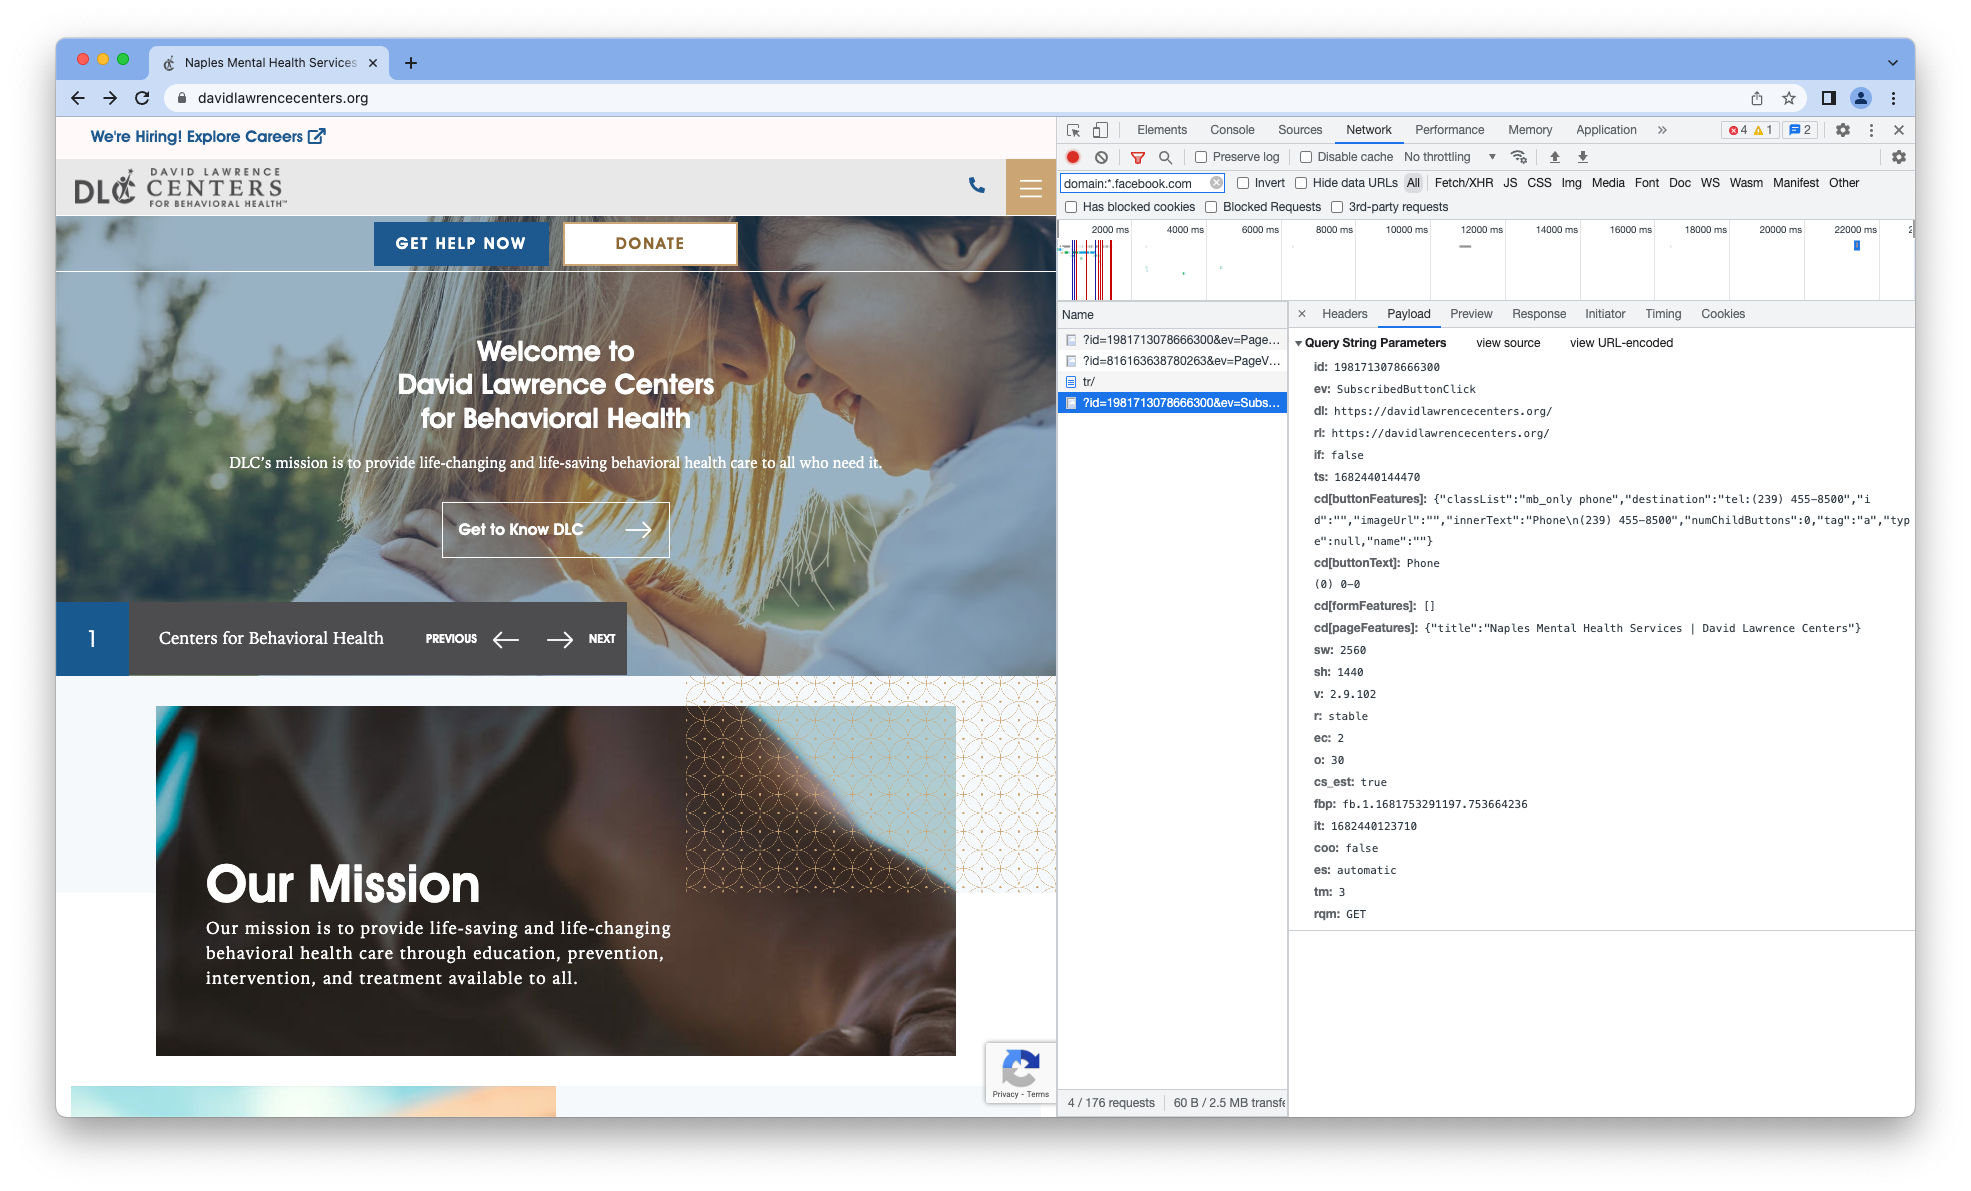 Naples Mental Health Services
davidlawrencecenters.org
We're Hiring! Explore Careers
DLC DAVID LAWRENCE
CENTERS
FOR BEHAVIORAL HEALTH™
GET HELP NOW
DONATE
Welcome to
David Lawrence Centers
for Behavioral Health
DLC's mission is to provide life-changing and life-saving behavioral health care to all who need it.
Get to Know DLC
1
Centers for Behavioral Health
PREVIOUS
NEXT
Our Mission
Our mission is to provide life-saving and life-changing
behavioral health care through education, prevention,
intervention, and treatment available to all.
Privacy - Terms
Elements Console Sources Network Performance Memory Application » 4 1 2
Preserve log Disable cache No throttling
domain:*.facebook.com Invert Hide data URLs All Fetch/XHR JS CSS Img Media Font Doc WS Wasm Manifest Other
Has blocked cookies Blocked Requests 3rd-party requests
2000 ms 4000 ms 6000 ms 8000 ms 10000 ms 12000 ms 14000 ms 16000 ms 18000 ms 20000 ms 22000 ms
Name
?id=1981713078666300&ev=Page...
?id=816163638780263&ev=PageV...
tr/
?id=1981713078666300&ev=Subs...
4 / 176 requests 60 B / 2.5 MB transfe
× Headers Payload Preview Response Initiator Timing Cookies
Query String Parameters view source view URL-encoded
id: 1981713078666300
ev: SubscribedButtonClick
dl: https://davidlawrencecenters.org/
rl: https://davidlawrencecenters.org/
if: false
ts: 1682440144470
cd[buttonFeatures]: {"classList":"mb_only phone","destination":"tel:(239) 455-8500","i
d":"","imageUrl":"","innerText":"Phone\n(239) 455-8500","numChildButtons":0,"tag":"a","typ
e":null,"name":""}
cd[buttonText]: Phone
(0) 0-0
cd[formFeatures]: []
cd[pageFeatures]: {"title":"Naples Mental Health Services | David Lawrence Centers"}
sw: 2560
sh: 1440
v: 2.9.102
r: stable
ec: 2
o: 30
cs_est: true
fbp: fb.1.1681753291197.753664236
it: 1682440123710
coo: false
es: automatic
tm: 3
rqm: GET